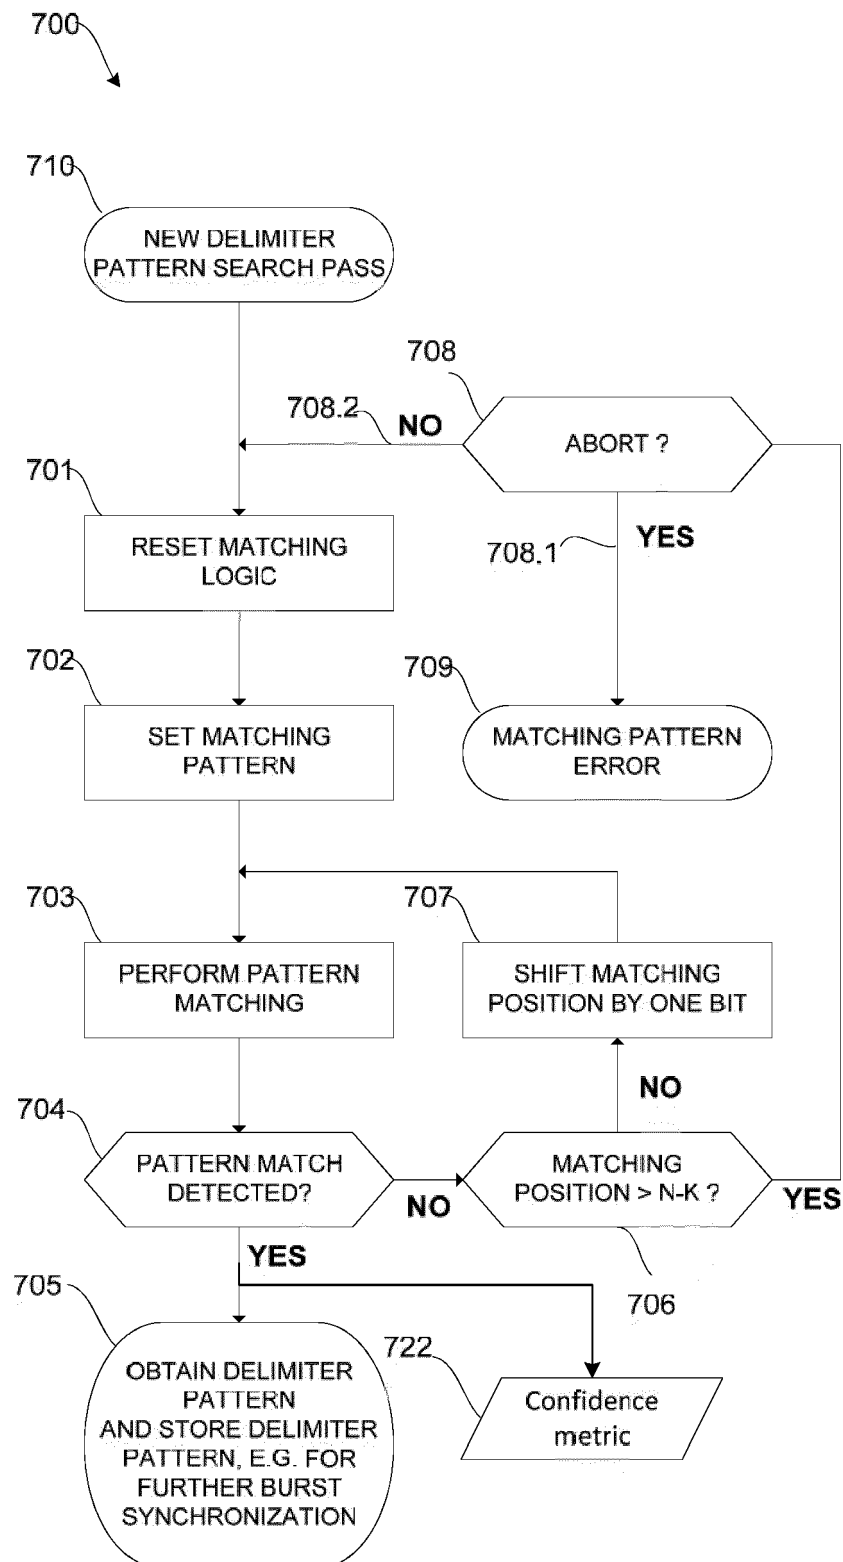 700
710
NEW DELIMITER
PATTERN SEARCH PASS
708
708.2
NO
ABORT ?
701
RESET MATCHING
LOGIC
708.1
YES
702
SET MATCHING
PATTERN
709
MATCHING PATTERN
ERROR
703
PERFORM PATTERN
MATCHING
707
SHIFT MATCHING
POSITION BY ONE BIT
NO
704
PATTERN MATCH
DETECTED?
NO
MATCHING
POSITION > N-K ?
YES
706
YES
705
OBTAIN DELIMITER
PATTERN
AND STORE DELIMITER
PATTERN, E.G. FOR
FURTHER BURST
SYNCHRONIZATION
722
Confidence
metric